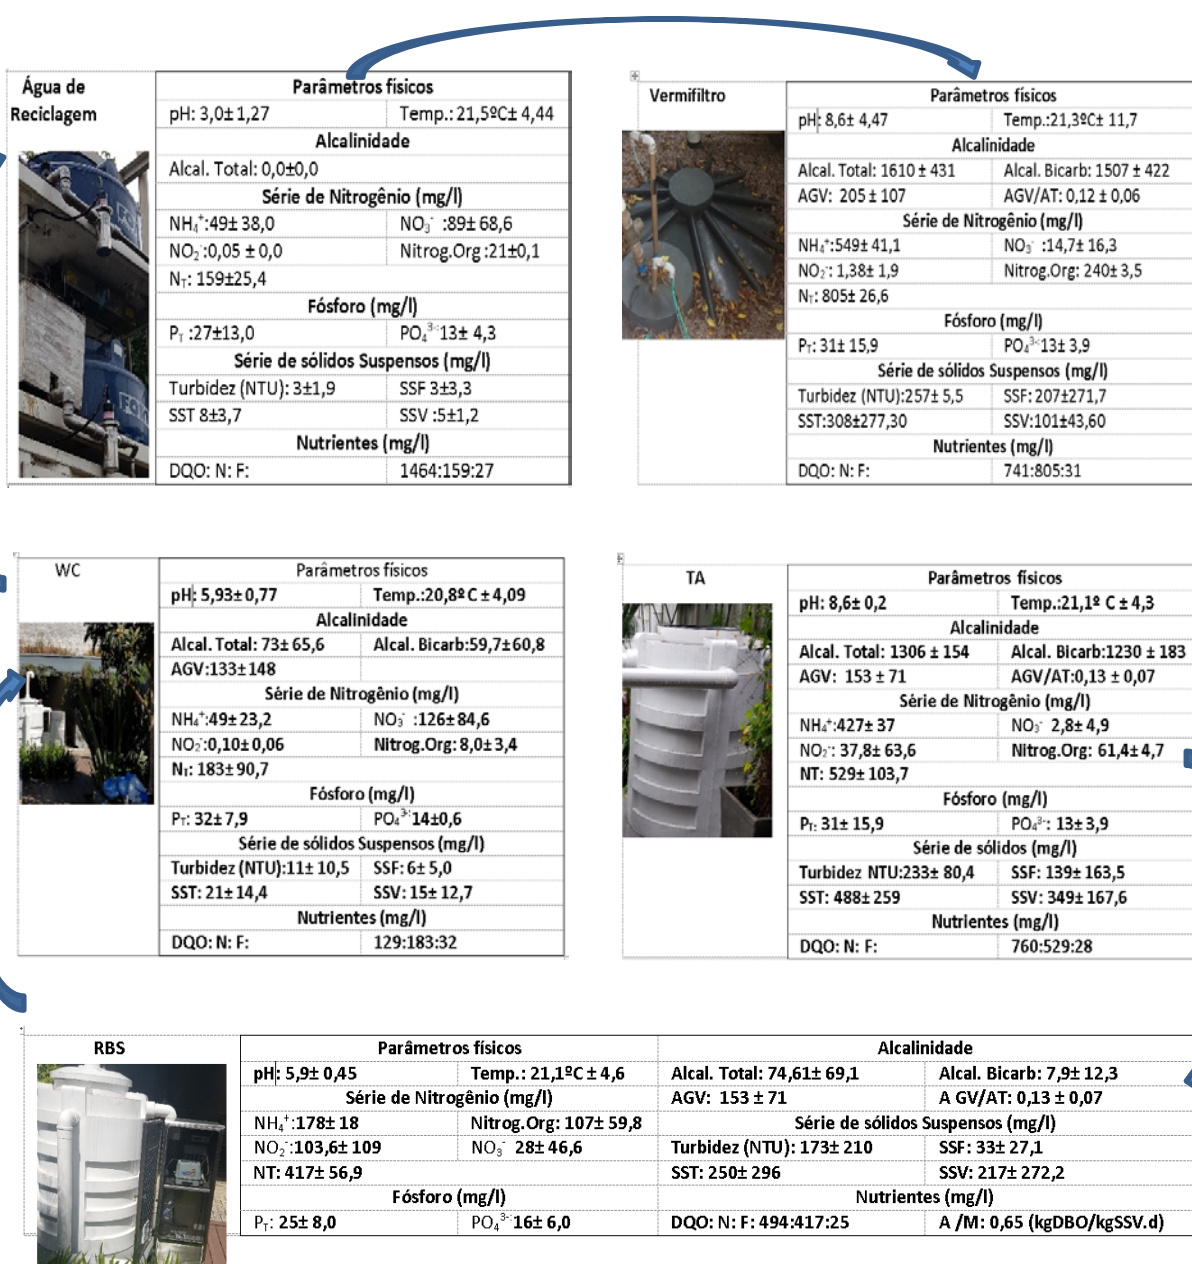 Água de
Reciclagem
Parâmetros físicos
pH: 3,0±1,27 Temp.: 21,5ºC± 4,44
Alcalinidade
Alcal. Total: 0,0±0,0
Série de Nitrogênio (mg/l)
NH₄⁺:49± 38,0 NO₃⁻ :89± 68,6
NO₂⁻:0,05 ± 0,0 Nitrog.Org :21±0,1
N_T: 159±25,4
Fósforo (mg/l)
P_T :27±13,0 PO₄³⁻:13± 4,3
Série de sólidos Suspensos (mg/l)
Turbidez (NTU): 3±1,9 SSF 3±3,3
SST 8±3,7 SSV :5±1,2
Nutrientes (mg/l)
DQO: N: F: 1464:159:27
Vermifiltro
Parâmetros físicos
pH: 8,6± 4,47 Temp.:21,3ºC± 11,7
Alcalinidade
Alcal. Total: 1610 ± 431 Alcal. Bicarb: 1507 ± 422
AGV: 205 ± 107 AGV/AT: 0,12 ± 0,06
Série de Nitrogênio (mg/l)
NH₄⁺:549± 41,1 NO₃⁻ :14,7± 16,3
NO₂⁻: 1,38± 1,9 Nitrog.Org: 240± 3,5
N_T: 805± 26,6
Fósforo (mg/l)
P_T: 31± 15,9 PO₄³⁻:13± 3,9
Série de sólidos Suspensos (mg/l)
Turbidez (NTU):257± 5,5 SSF: 207±271,7
SST:308±277,30 SSV:101±43,60
Nutrientes (mg/l)
DQO: N: F: 741:805:31
WC
Parâmetros físicos
pH: 5,93± 0,77 Temp.:20,8º C ± 4,09
Alcalinidade
Alcal. Total: 73± 65,6 Alcal. Bicarb:59,7±60,8
AGV:133±148
Série de Nitrogênio (mg/l)
NH₄⁺:49± 23,2 NO₃⁻ :126± 84,6
NO₂⁻:0,10± 0,06 Nitrog.Org: 8,0± 3,4
N_T: 183± 90,7
Fósforo (mg/l)
P_T: 32± 7,9 PO₄³⁻:14±0,6
Série de sólidos Suspensos (mg/l)
Turbidez (NTU):11± 10,5 SSF: 6± 5,0
SST: 21± 14,4 SSV: 15± 12,7
Nutrientes (mg/l)
DQO: N: F: 129:183:32
TA
Parâmetros físicos
pH: 8,6± 0,2 Temp.:21,1º C ± 4,3
Alcalinidade
Alcal. Total: 1306 ± 154 Alcal. Bicarb:1230 ± 183
AGV: 153 ± 71 AGV/AT:0,13 ± 0,07
Série de Nitrogênio (mg/l)
NH₄⁺:427± 37 NO₃⁻ 2,8± 4,9
NO₂⁻: 37,8± 63,6 Nitrog.Org: 61,4± 4,7
NT: 529± 103,7
Fósforo (mg/l)
P_T: 31± 15,9 PO₄³⁻: 13± 3,9
Série de sólidos (mg/l)
Turbidez NTU:233± 80,4 SSF: 139± 163,5
SST: 488± 259 SSV: 349± 167,6
Nutrientes (mg/l)
DQO: N: F: 760:529:28
RBS
Parâmetros físicos Alcalinidade
pH: 5,9± 0,45 Temp.: 21,1ºC ± 4,6 Alcal. Total: 74,61± 69,1 Alcal. Bicarb: 7,9± 12,3
Série de Nitrogênio (mg/l) AGV: 153 ± 71 A GV/AT: 0,13 ± 0,07
NH₄⁺:178± 18 Nitrog.Org: 107± 59,8 Série de sólidos Suspensos (mg/l)
NO₂⁻:103,6± 109 NO₃⁻ 28± 46,6 Turbidez (NTU): 173± 210 SSF: 33± 27,1
NT: 417± 56,9 SST: 250± 296 SSV: 217± 272,2
Fósforo (mg/l) Nutrientes (mg/l)
P_T: 25± 8,0 PO₄³⁻:16± 6,0 DQO: N: F: 494:417:25 A /M: 0,65 (kgDBO/kgSSV.d)